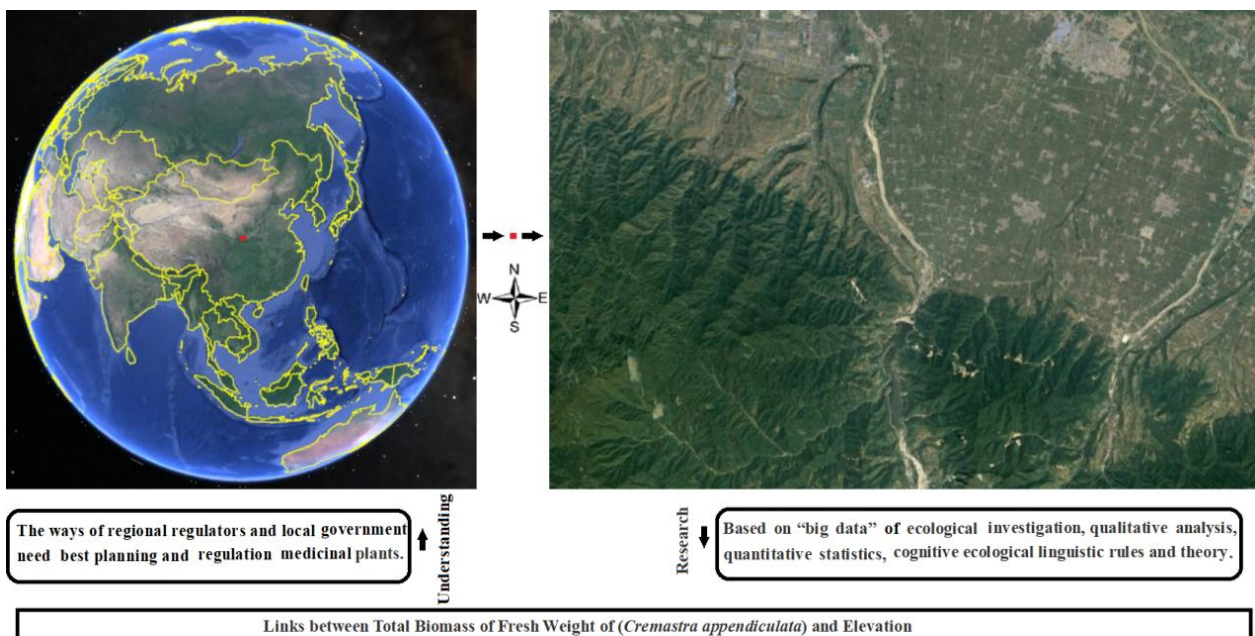 N
W E
S
The ways of regional regulators and local government
need best planning and regulation medicinal plants.
Understanding
Research
Based on “big data” of ecological investigation, qualitative analysis,
quantitative statistics, cognitive ecological linguistic rules and theory.
Links between Total Biomass of Fresh Weight of (Cremastra appendiculata) and Elevation